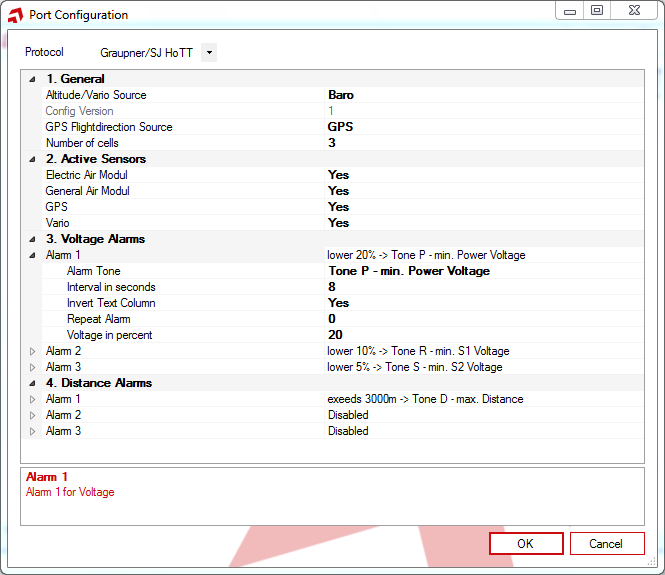 Port Configuration
Protocol Graupner/SJ HoTT
1. General
Altitude/Vario Source Baro
Config Version 1
GPS Flightdirection Source GPS
Number of cells 3
2. Active Sensors
Electric Air Modul Yes
General Air Modul Yes
GPS Yes
Vario Yes
3. Voltage Alarms
Alarm 1 lower 20% -> Tone P - min. Power Voltage
Alarm Tone Tone P - min. Power Voltage
Interval in seconds 8
Invert Text Column Yes
Repeat Alarm 0
Voltage in percent 20
Alarm 2 lower 10% -> Tone R - min. S1 Voltage
Alarm 3 lower 5% -> Tone S - min. S2 Voltage
4. Distance Alarms
Alarm 1 exeeds 3000m -> Tone D - max. Distance
Alarm 2 Disabled
Alarm 3 Disabled
Alarm 1
Alarm 1 for Voltage
OK Cancel